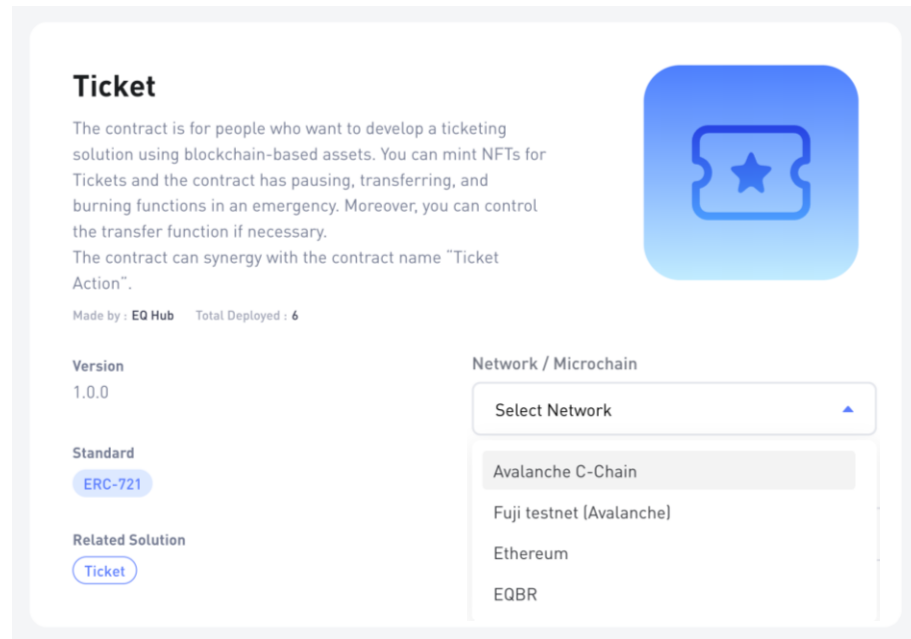 Ticket
The contract is for people who want to develop a ticketing
solution using blockchain-based assets. You can mint NFTs for
Tickets and the contract has pausing, transferring, and
burning functions in an emergency. Moreover, you can control
the transfer function if necessary.
The contract can synergy with the contract name “Ticket
Action”.
Made by : EQ Hub Total Deployed : 6
Version
1.0.0
Standard
ERC-721
Related Solution
Ticket
Network / Microchain
Select Network
Avalanche C-Chain
Fuji testnet (Avalanche)
Ethereum
EQBR